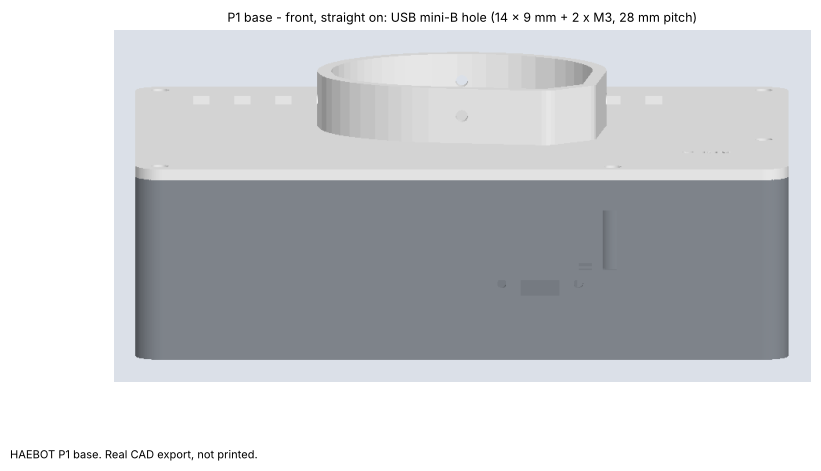 P1 base - front, straight on: USB mini-B hole (14 × 9 mm + 2 x M3, 28 mm pitch)
HAEBOT P1 base. Real CAD export, not printed.